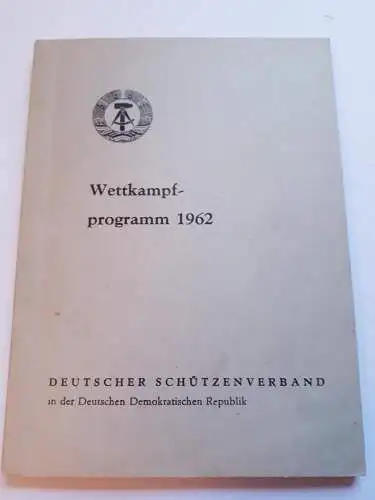 Wettkampf-
programm 1962
DEUTSCHER SCHÜTZENVERBAND
in der Deutschen Demokratischen Republik